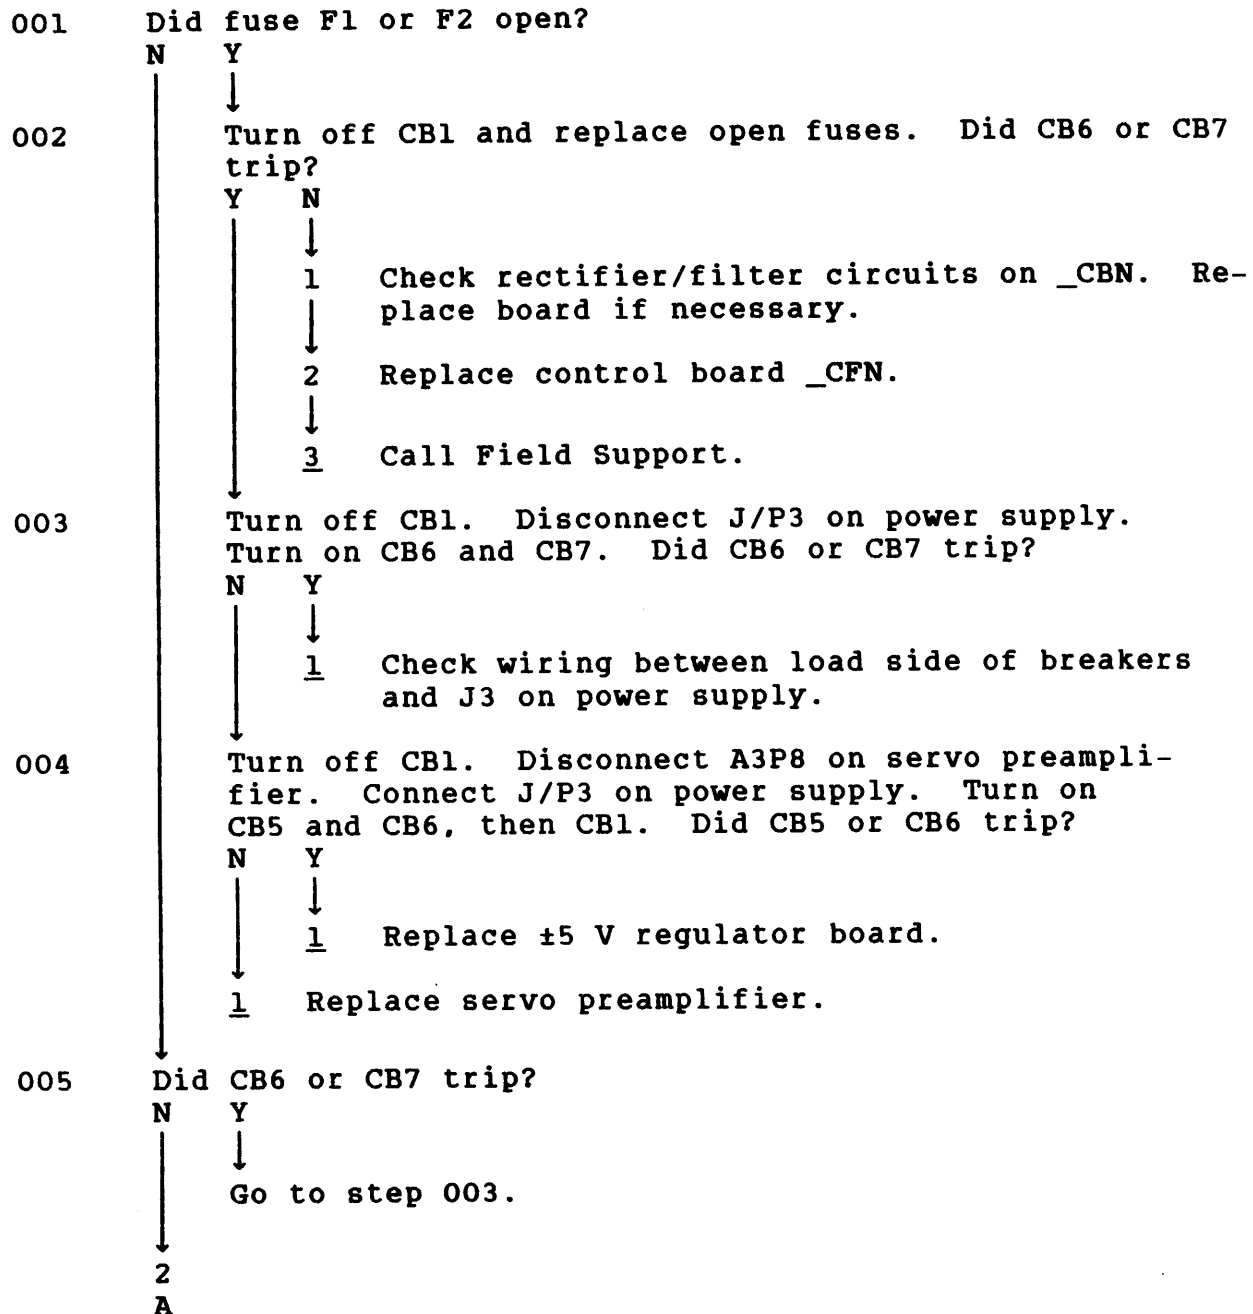 001 Did fuse F1 or F2 open?
N Y
002 Turn off CB1 and replace open fuses. Did CB6 or CB7
trip?
Y N
1 Check rectifier/filter circuits on _CBN. Re-
place board if necessary.
2 Replace control board _CFN.
3 Call Field Support.
003 Turn off CB1. Disconnect J/P3 on power supply.
Turn on CB6 and CB7. Did CB6 or CB7 trip?
N Y
1 Check wiring between load side of breakers
and J3 on power supply.
004 Turn off CB1. Disconnect A3P8 on servo preampli-
fier. Connect J/P3 on power supply. Turn on
CB5 and CB6, then CB1. Did CB5 or CB6 trip?
N Y
1 Replace ±5 V regulator board.
1 Replace servo preamplifier.
005 Did CB6 or CB7 trip?
N Y
Go to step 003.
2
A